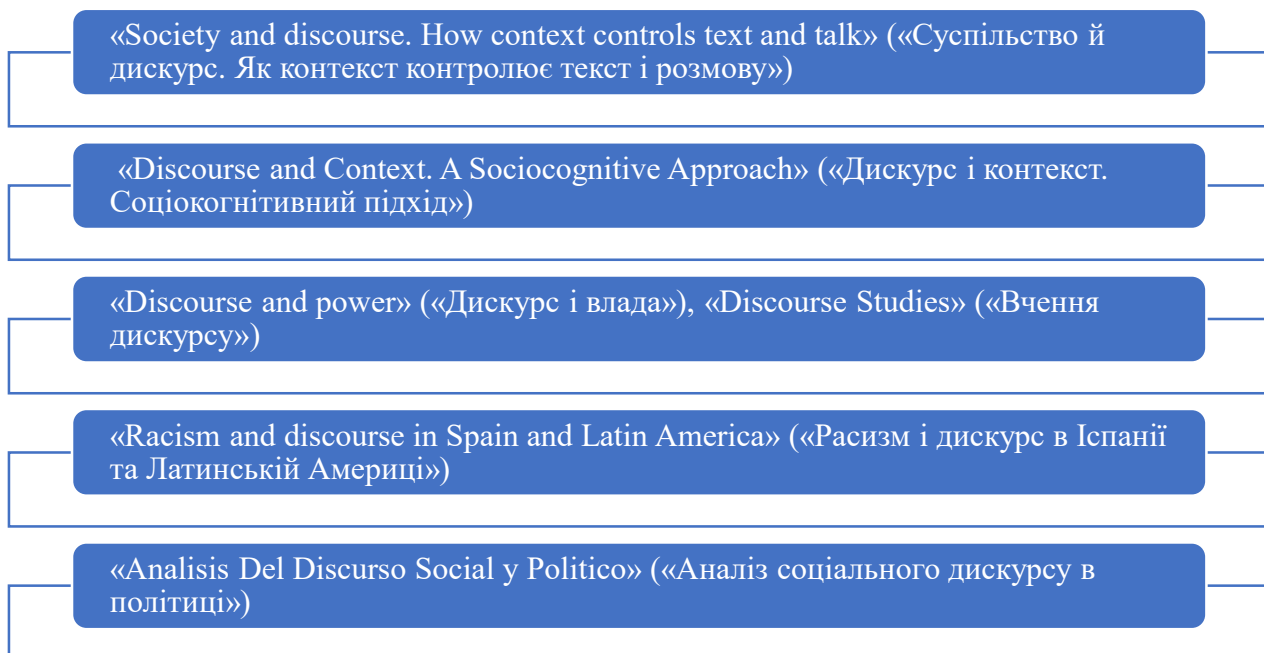 «Society and discourse. How context controls text and talk» («Суспільство й
дискурс. Як контекст контролює текст і розмову»)
«Discourse and Context. A Sociocognitive Approach» («Дискурс і контекст.
Соціокогнітивний підхід»)
«Discourse and power» («Дискурс і влада»), «Discourse Studies» («Вчення
дискурсу»)
«Racism and discourse in Spain and Latin America» («Расизм і дискурс в Іспанії
та Латинській Америці»)
«Analisis Del Discurso Social y Politico» («Аналіз соціального дискурсу в
політиці»)